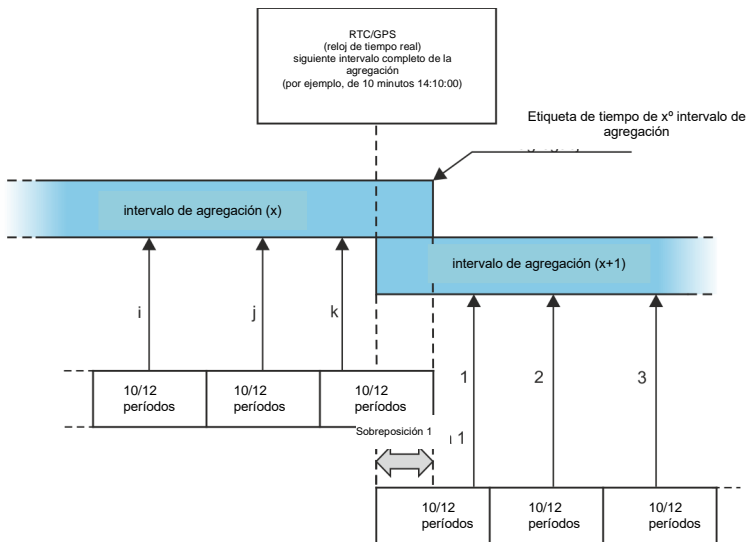 RTC/GPS
(reloj de tiempo real)
siguiente intervalo completo de la
agregación
(por ejemplo, de 10 minutos 14:10:00)
Etiqueta de tiempo de xº intervalo de
agregación
intervalo de agregación (x)
intervalo de agregación (x+1)
i
j
k
1
2
3
10/12
períodos
10/12
períodos
10/12
períodos
Sobreposición 1
ı 1
10/12
períodos
10/12
períodos
10/12
períodos